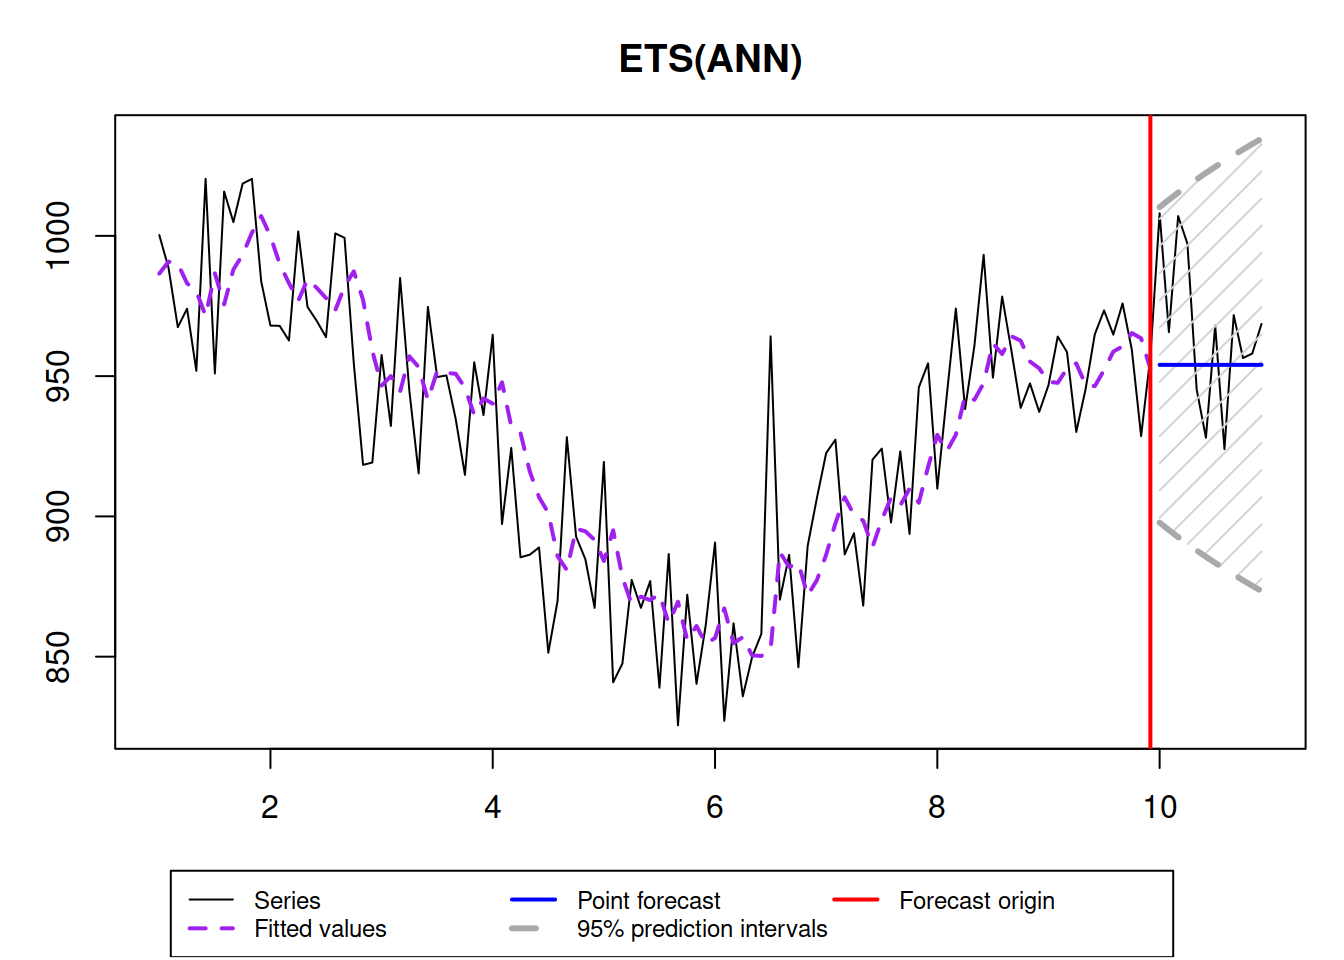 ETS(ANN)
1000
950
900
850
2 4 6 8 10
Series Point forecast Forecast origin
Fitted values 95% prediction intervals